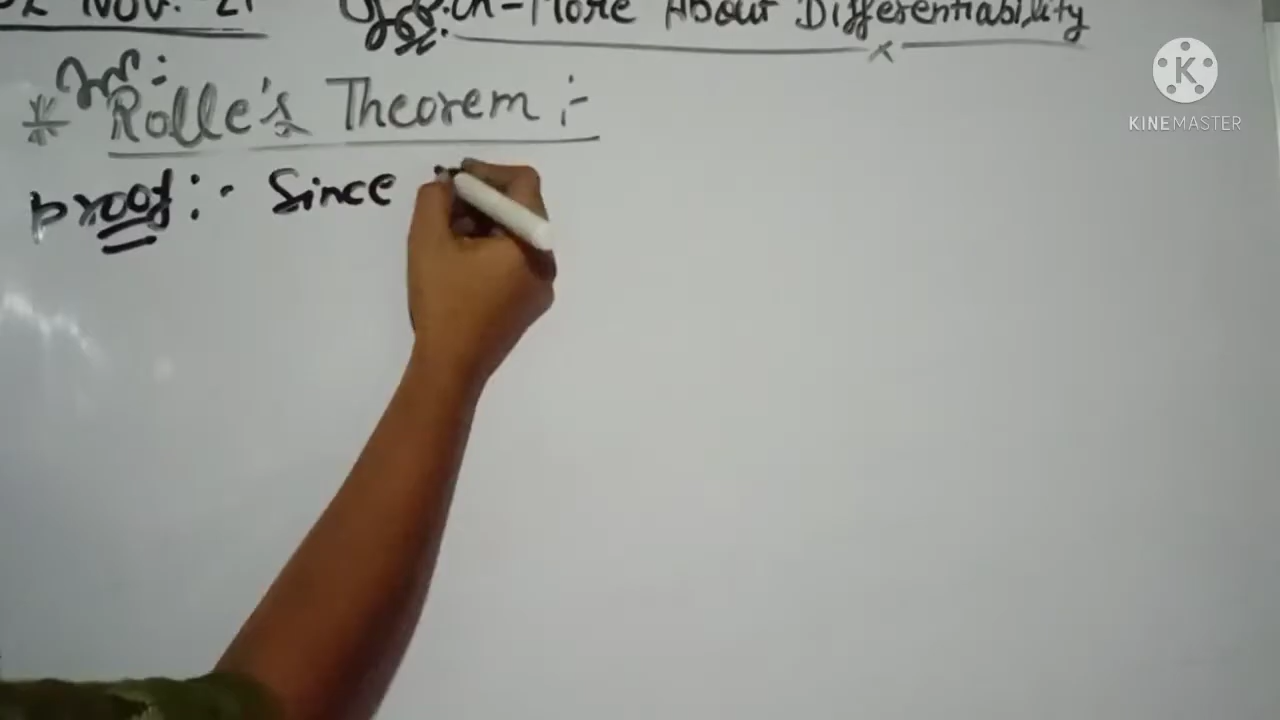 Nov. 21 Ch-More About Differentiability
K
KINEMASTER
* Rolle's Theorem :-
proof :- Since